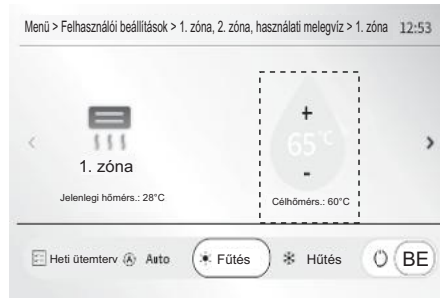 Menü > Felhasználói beállítások > 1. zóna, 2. zóna, használati melegvíz > 1. zóna 12:53
+
65°C
1. zóna
-
Jelenlegi hőmérs.: 28°C
Célhőmérs.: 60°C
Heti ütemterv Auto Fűtés Hűtés BE